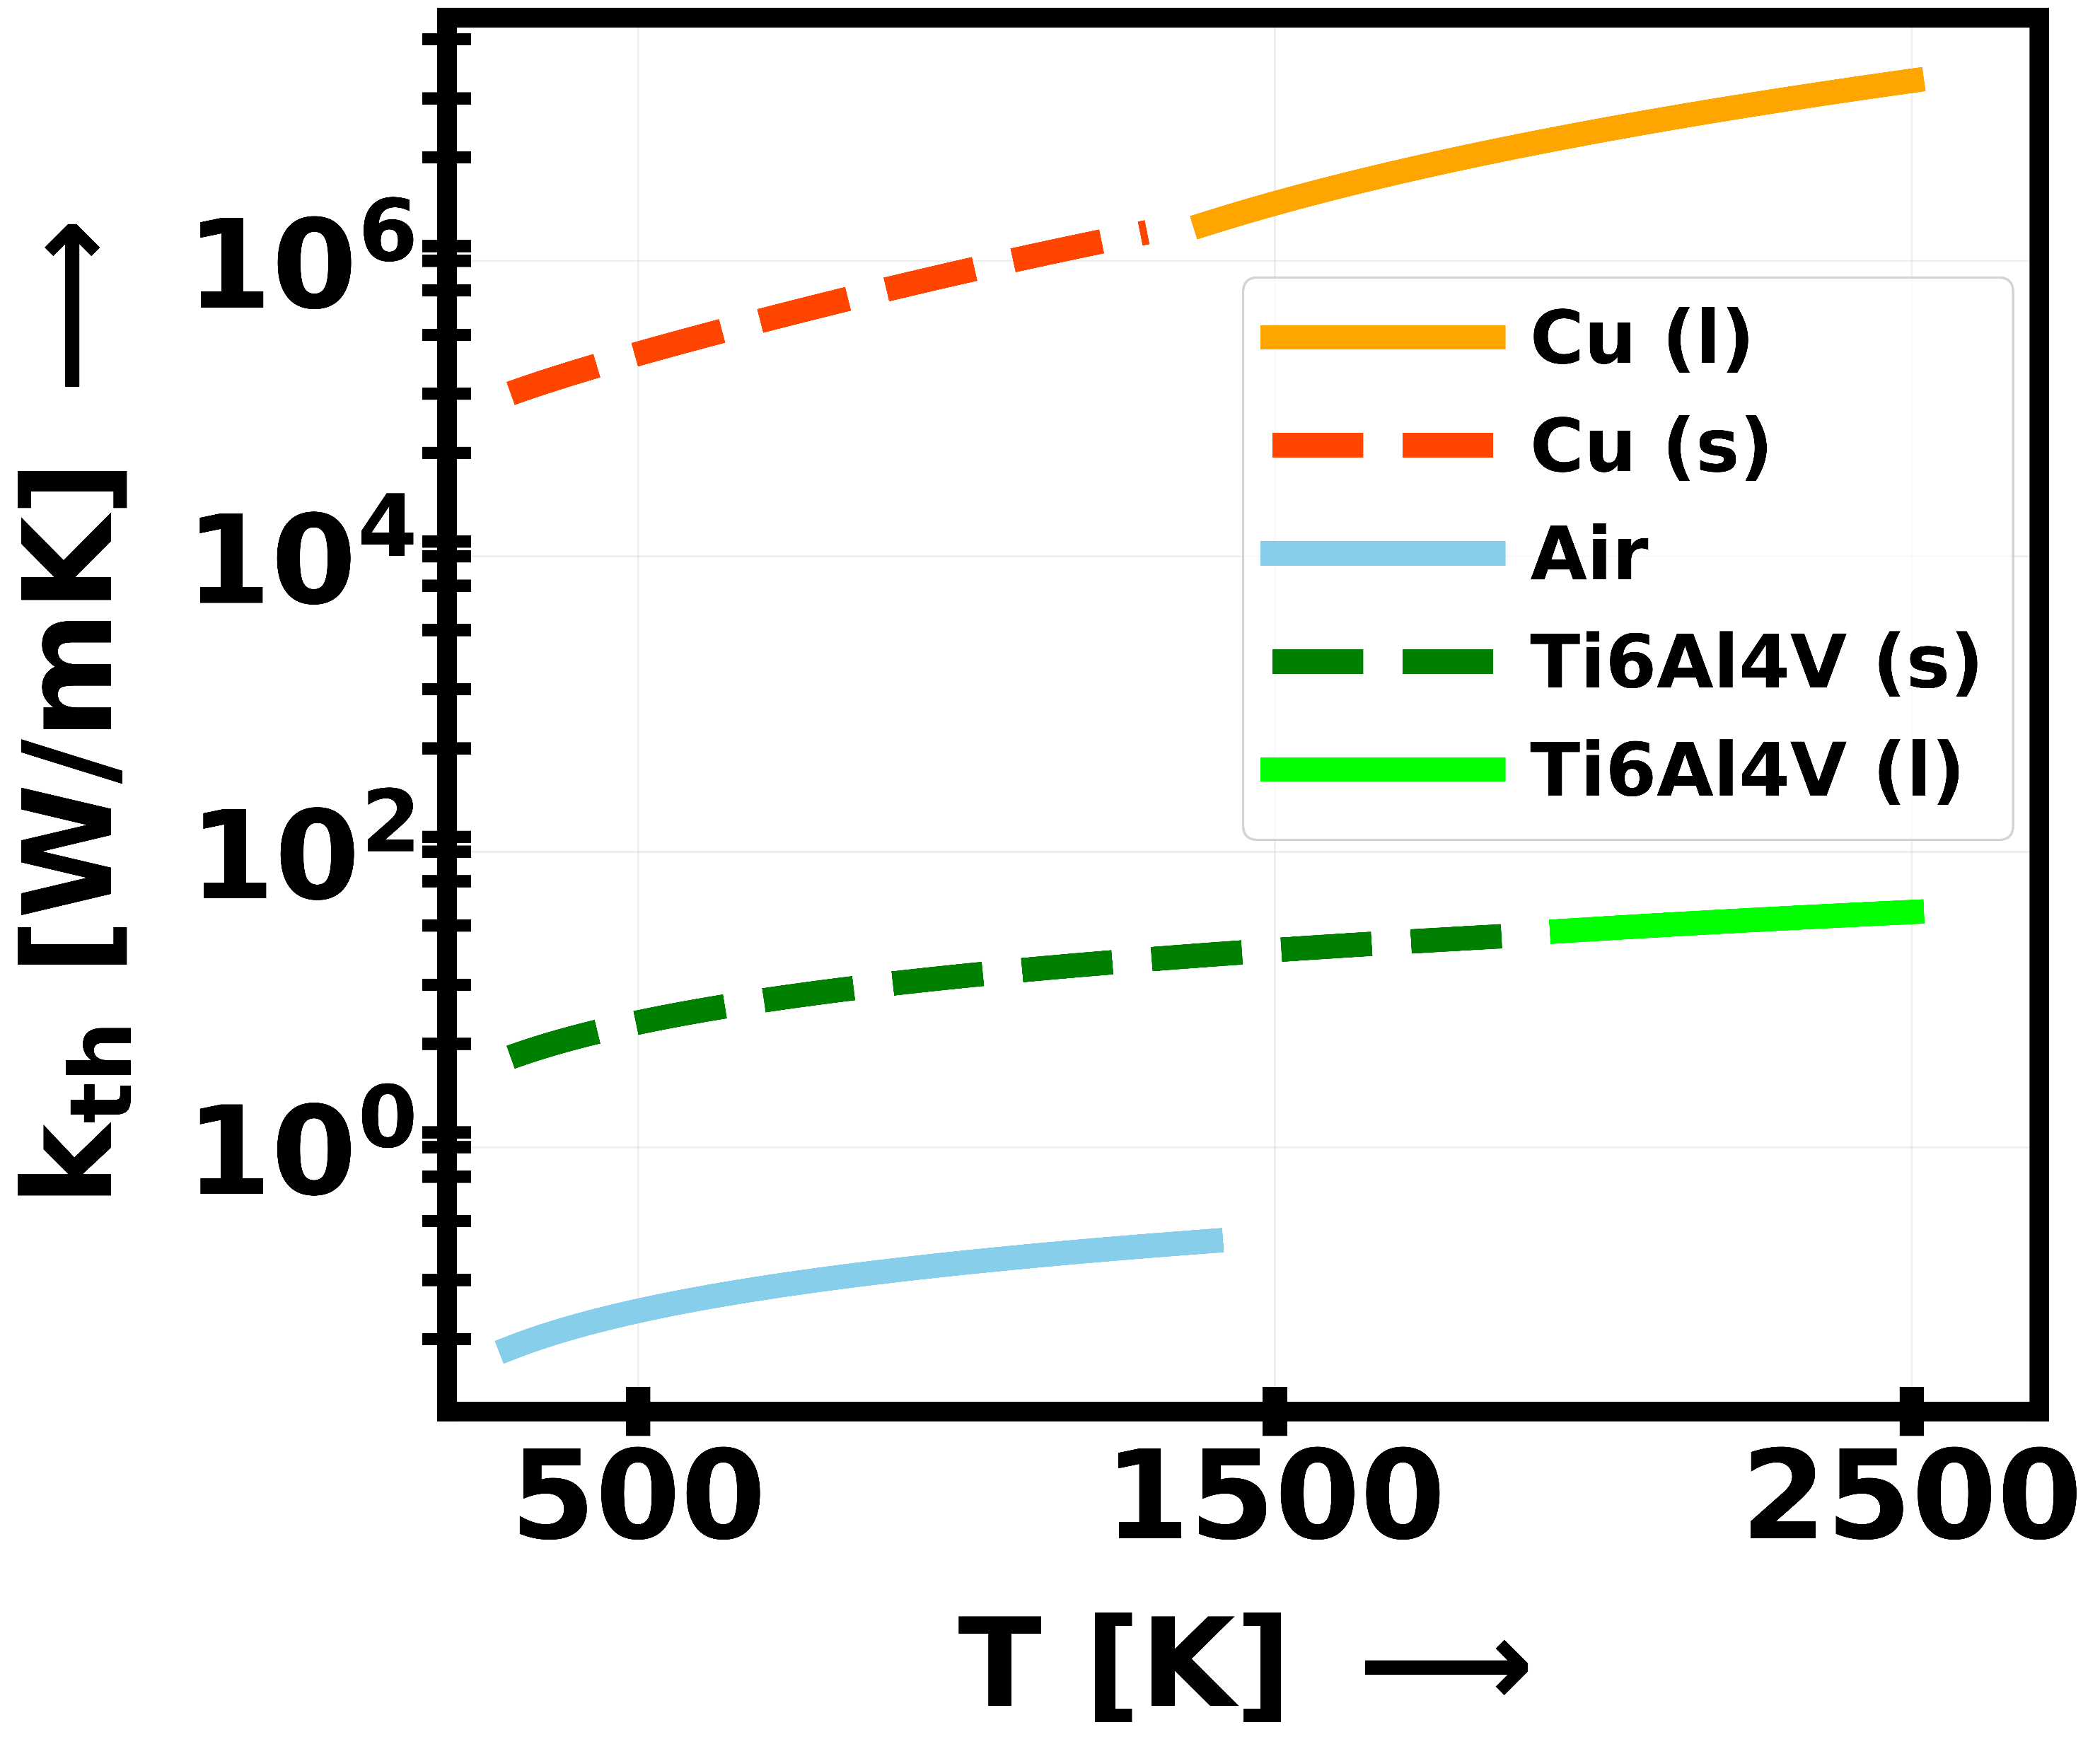 10⁶
10⁴
10²
10⁰
k_th [W/mK] ⟶
500 1500 2500
T [K] ⟶
Cu (l)
Cu (s)
Air
Ti6Al4V (s)
Ti6Al4V (l)